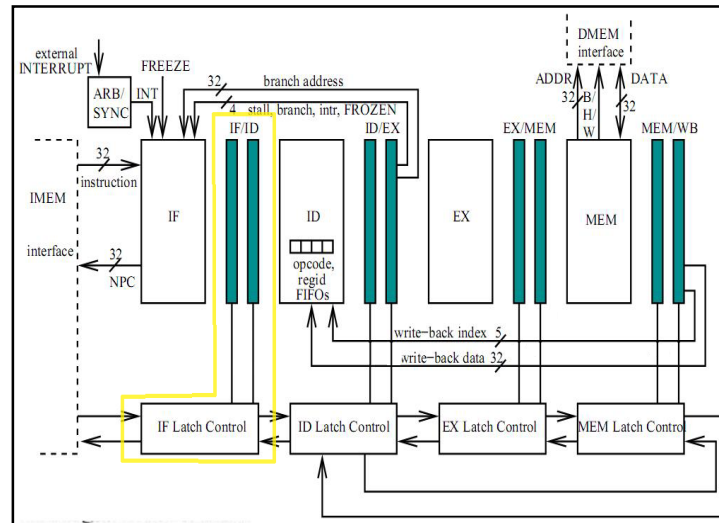 external
INTERRUPT
FREEZE
ARB/
SYNC
INT
32
branch address
4
stall, branch, intr, FROZEN
DMEM
interface
ADDR
DATA
32
B/
H/
W
32
IF/ID
ID/EX
EX/MEM
MEM/WB
32
instruction
IMEM
interface
32
NPC
IF
ID
opcode,
regid
FIFOs
EX
MEM
write-back index
5
write-back data
32
IF Latch Control
ID Latch Control
EX Latch Control
MEM Latch Control